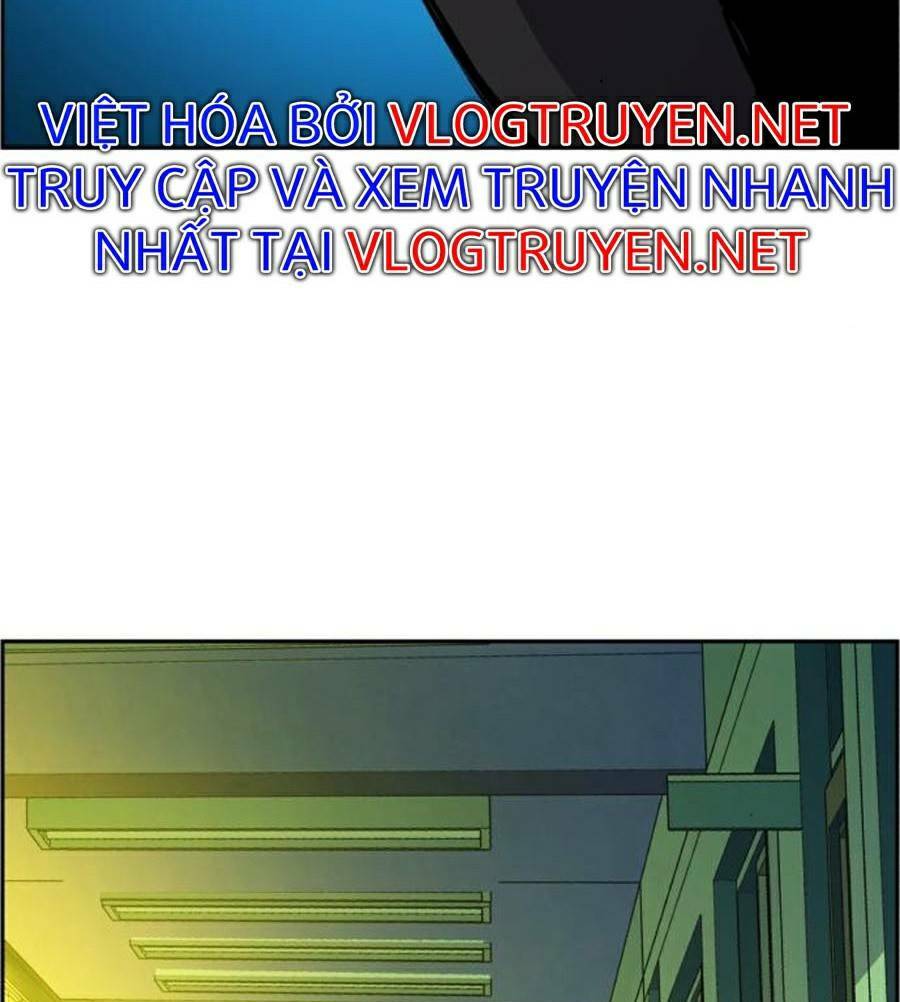 VIỆT HÓA BỞI VLOGTRUYEN.NET
TRUY CẬP VÀ XEM TRUYỆN NHANH
NHẤT TẠI VLOGTRUYEN.NET